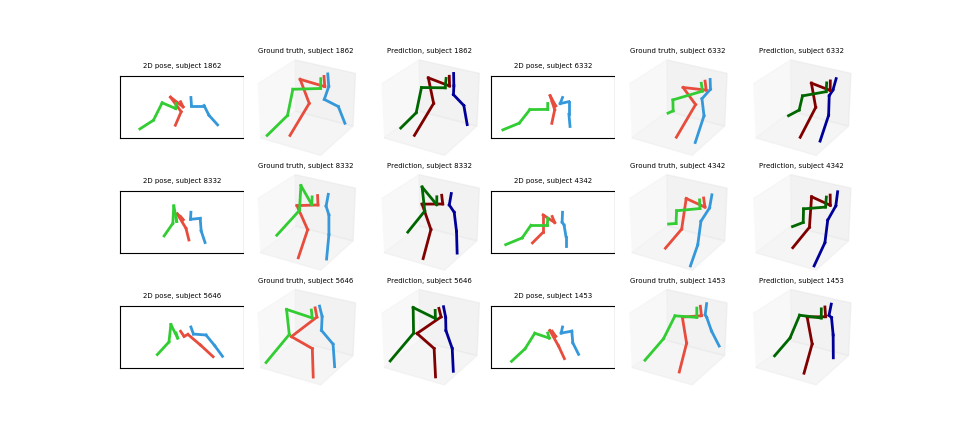 2D pose, subject 1862
Ground truth, subject 1862
Prediction, subject 1862
2D pose, subject 6332
Ground truth, subject 6332
Prediction, subject 6332
2D pose, subject 8332
Ground truth, subject 8332
Prediction, subject 8332
2D pose, subject 4342
Ground truth, subject 4342
Prediction, subject 4342
2D pose, subject 5646
Ground truth, subject 5646
Prediction, subject 5646
2D pose, subject 1453
Ground truth, subject 1453
Prediction, subject 1453